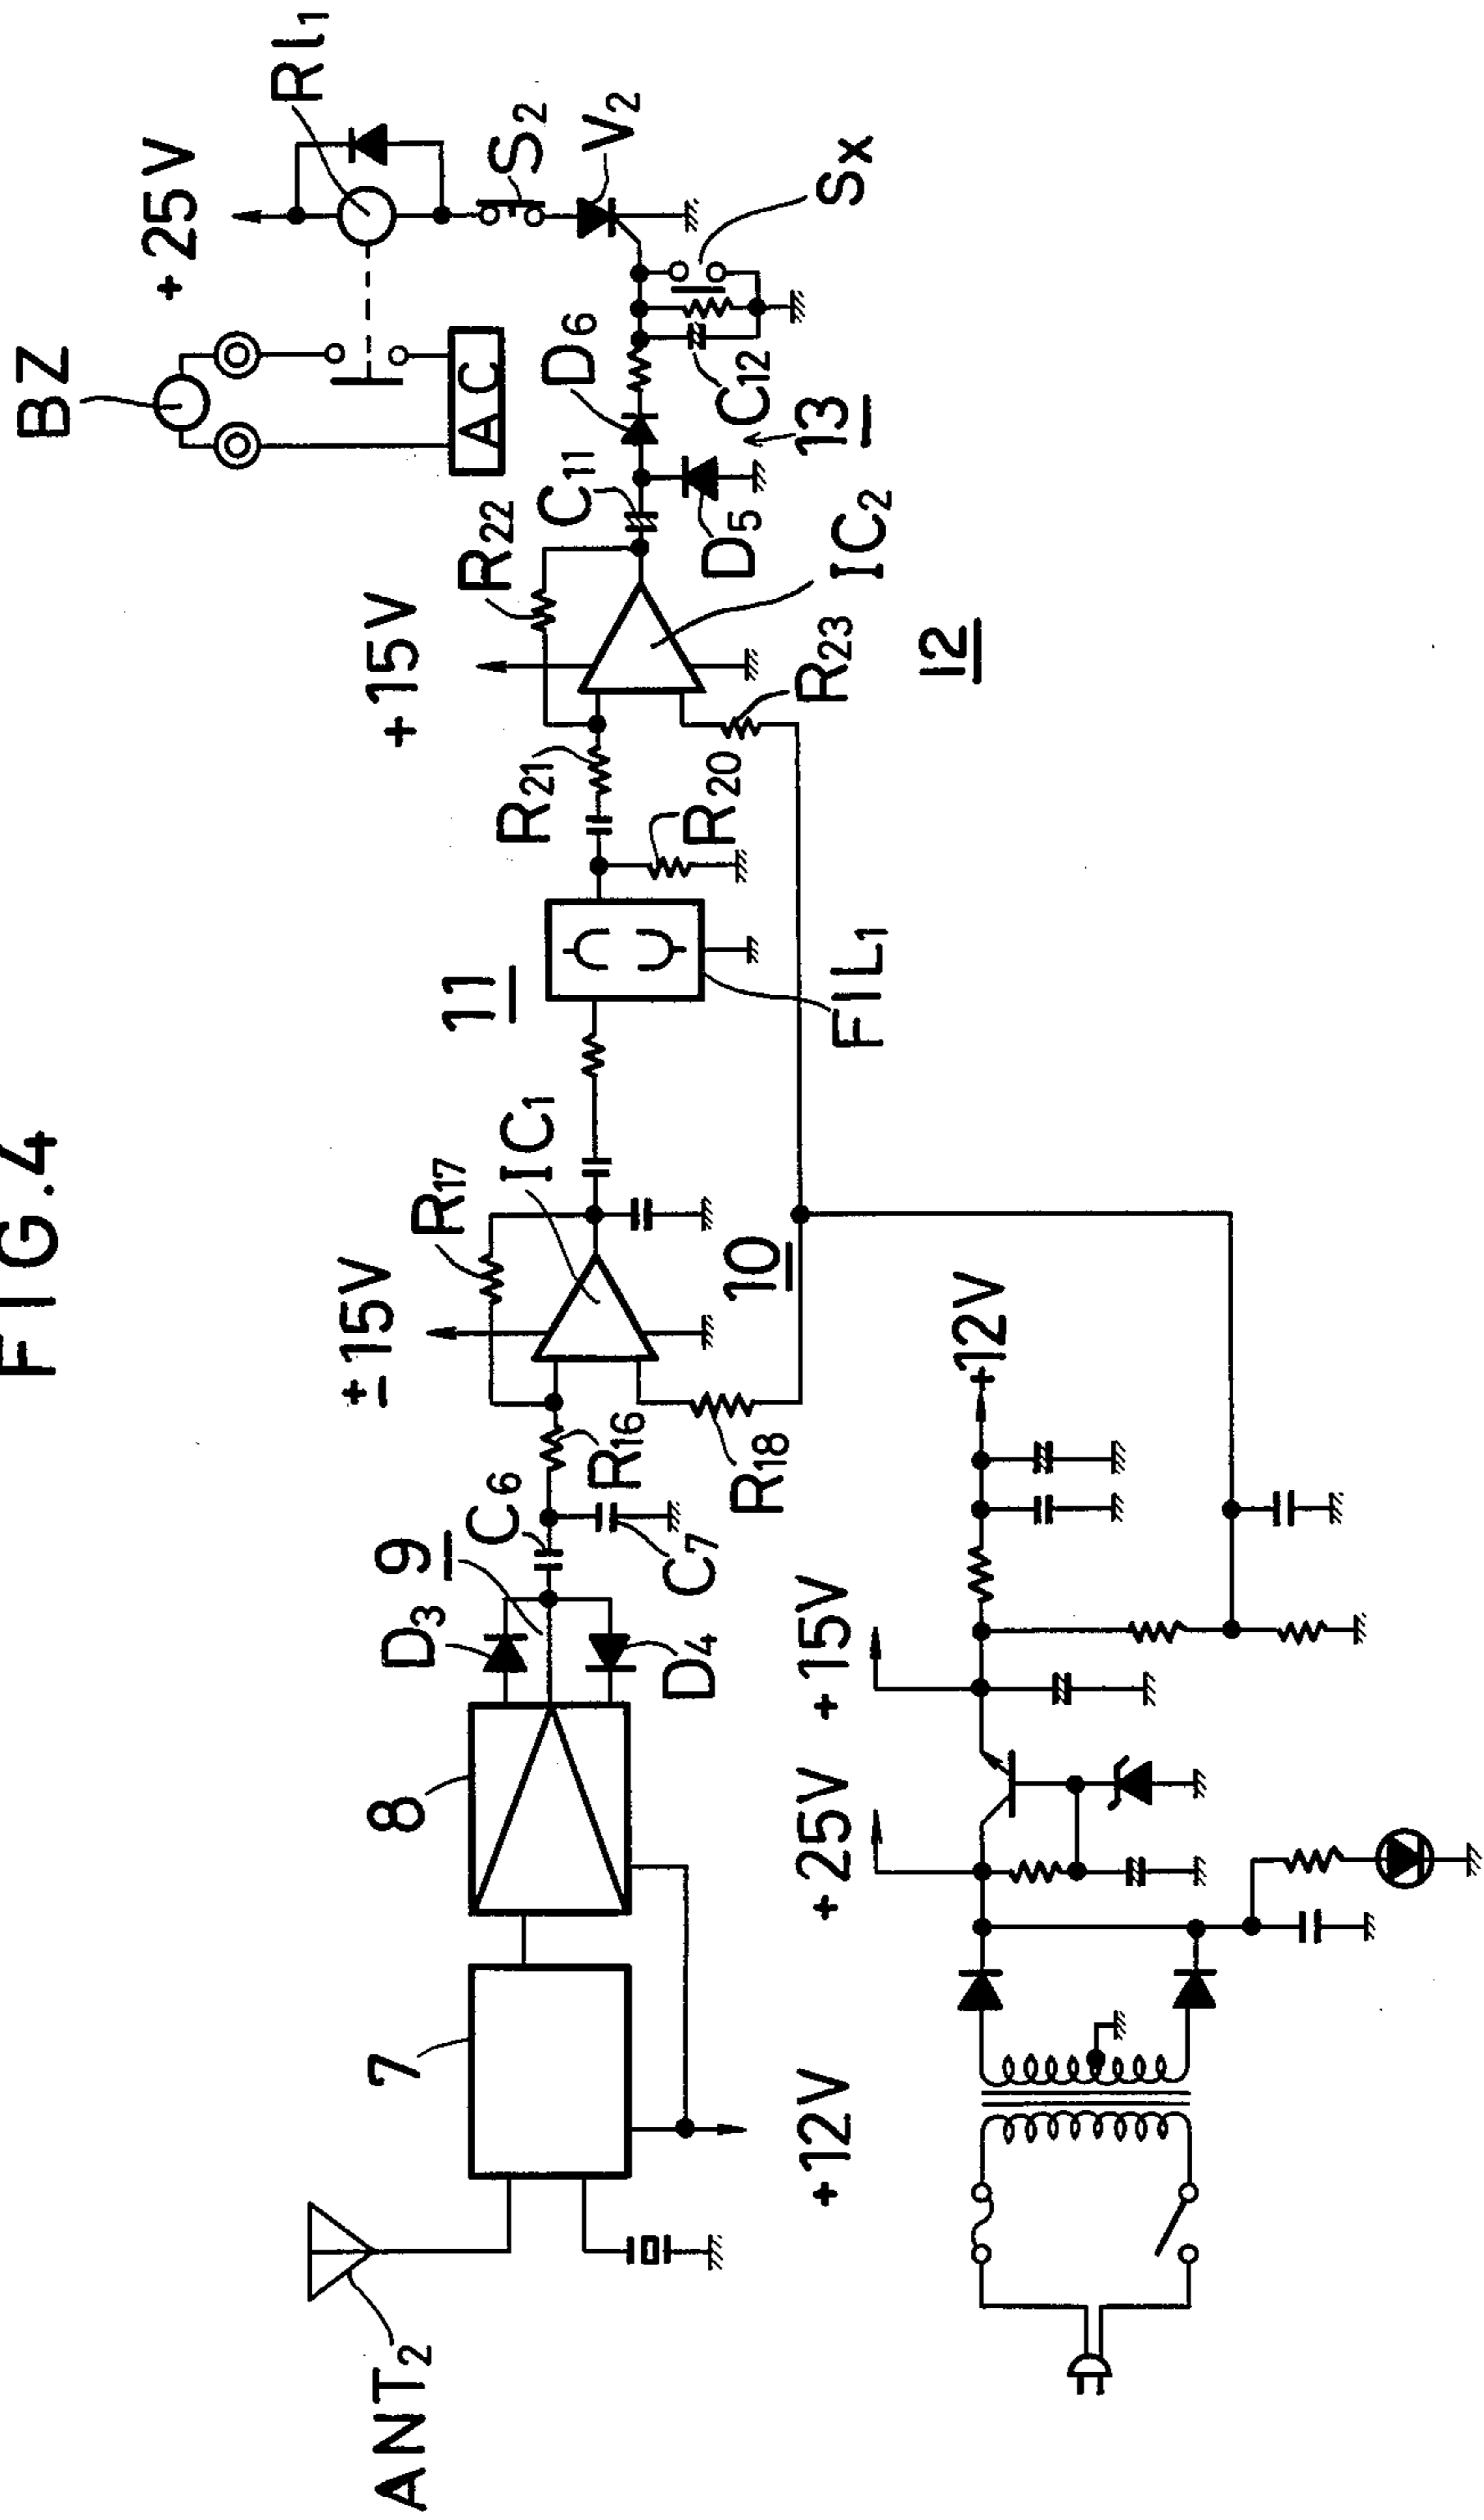 FIG.4
BZ
+25V
RL1
S2
V2
SX
AC
D6
C12
13
C11
D5
R22
+15V
IC2
R23
12
R21
R20
11
FIL1
IC1
R17
±15V
10
R16
R18
C6
C7
9
D3
D4
8
7
ANT2
+12V
+25V
+15V
+12V